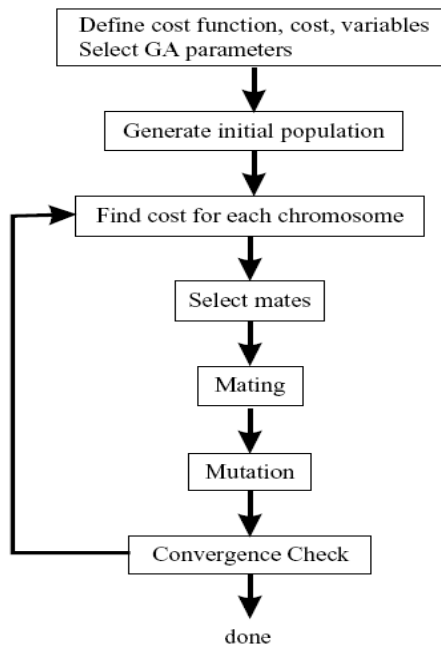 Define cost function, cost, variables
Select GA parameters
Generate initial population
Find cost for each chromosome
Select mates
Mating
Mutation
Convergence Check
done